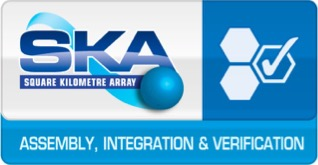 SKA
SQUARE KILOMETRE ARRAY
ASSEMBLY, INTEGRATION & VERIFICATION